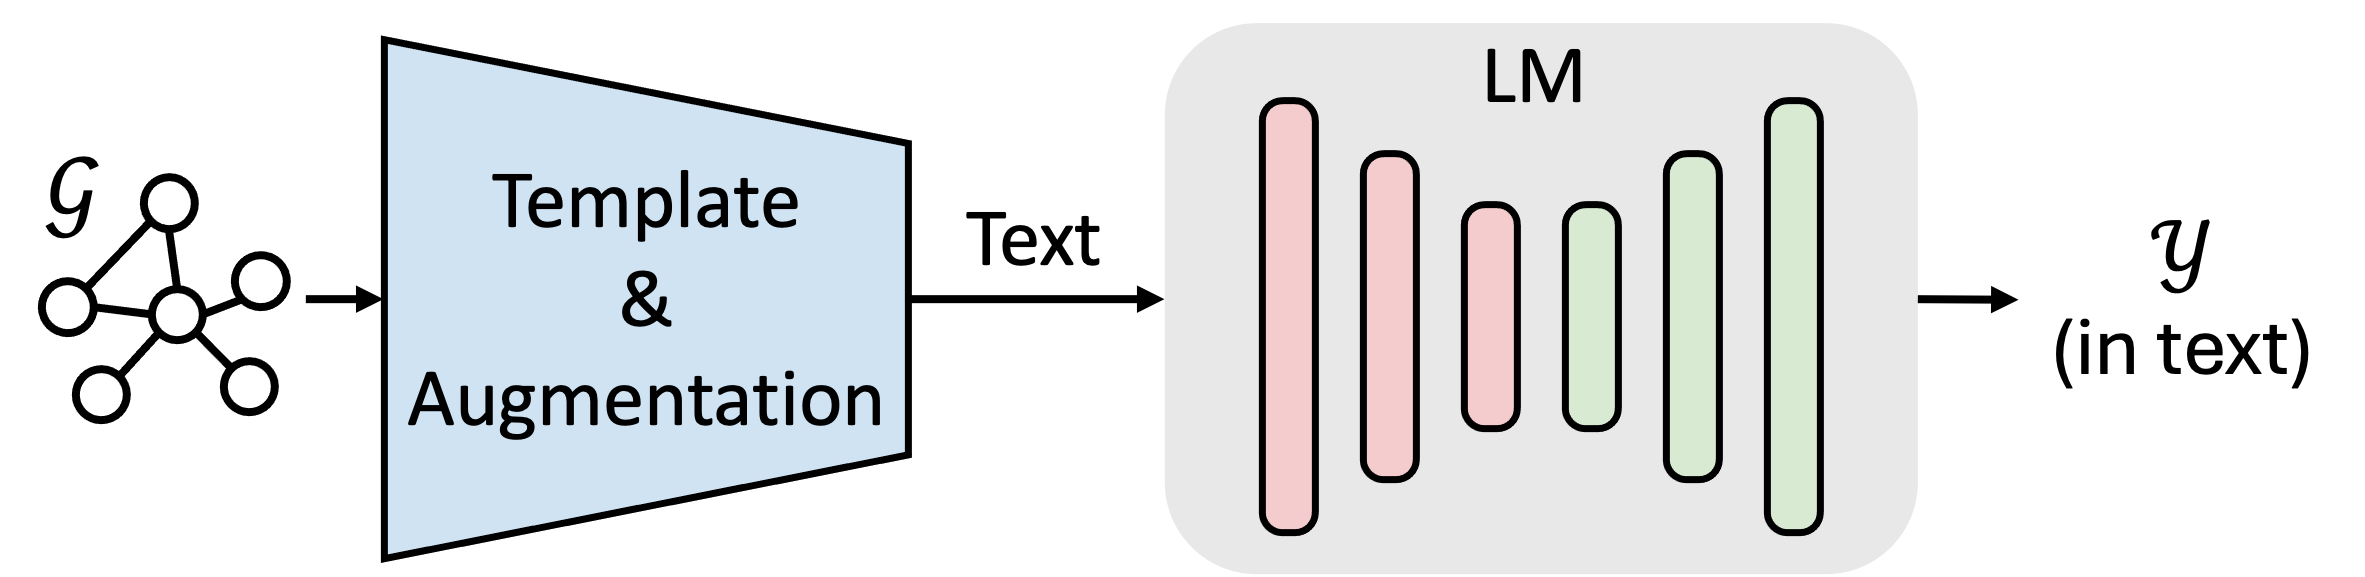 𝒢
Template
&
Augmentation
Text
LM
𝒴
(in text)